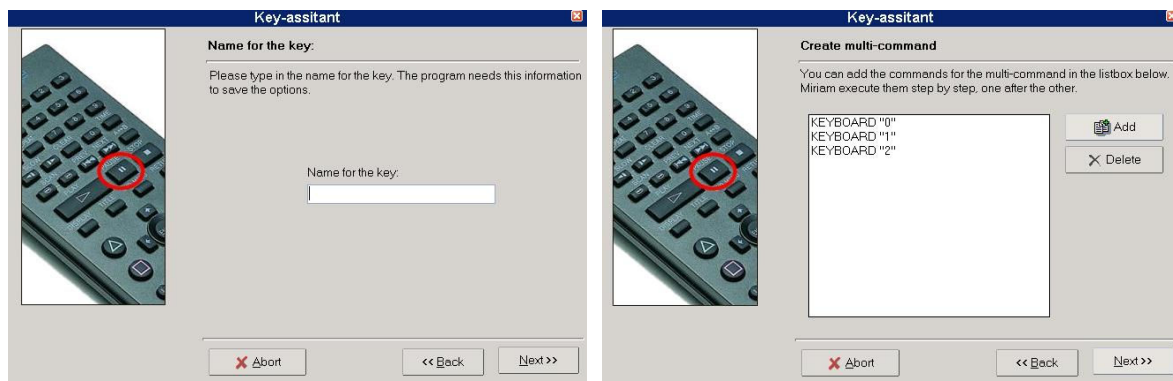 Key-assitant
Name for the key:
Please type in the name for the key. The program needs this information
to save the options.
Name for the key:
Abort
<< Back
Next >>
Key-assitant
Create multi-command
You can add the commands for the multi-command in the listbox below.
Miriam execute them step by step, one after the other.
KEYBOARD "0"
KEYBOARD "1"
KEYBOARD "2"
Add
Delete
Abort
<< Back
Next >>